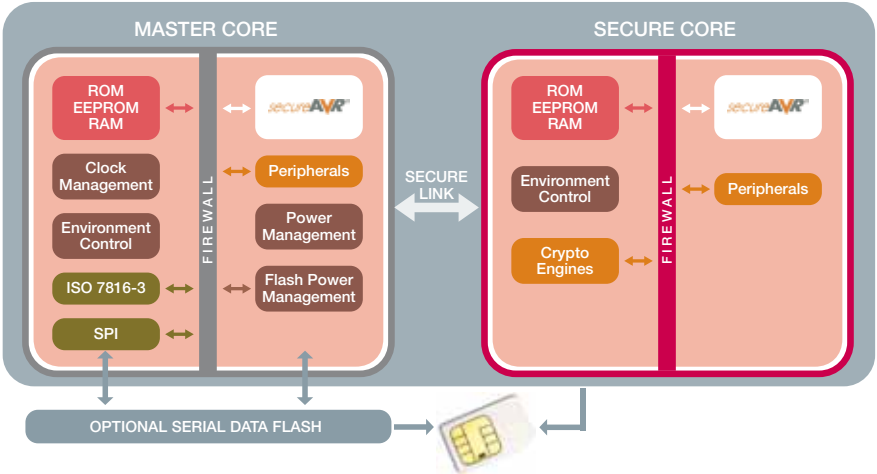 MASTER CORE
ROM
EEPROM
RAM
Clock
Management
Environment
Control
ISO 7816-3
SPI
FIREWALL
secureAVR
Peripherals
Power
Management
Flash Power
Management
SECURE
LINK
SECURE CORE
ROM
EEPROM
RAM
Environment
Control
Crypto
Engines
FIREWALL
secureAVR
Peripherals
OPTIONAL SERIAL DATA FLASH